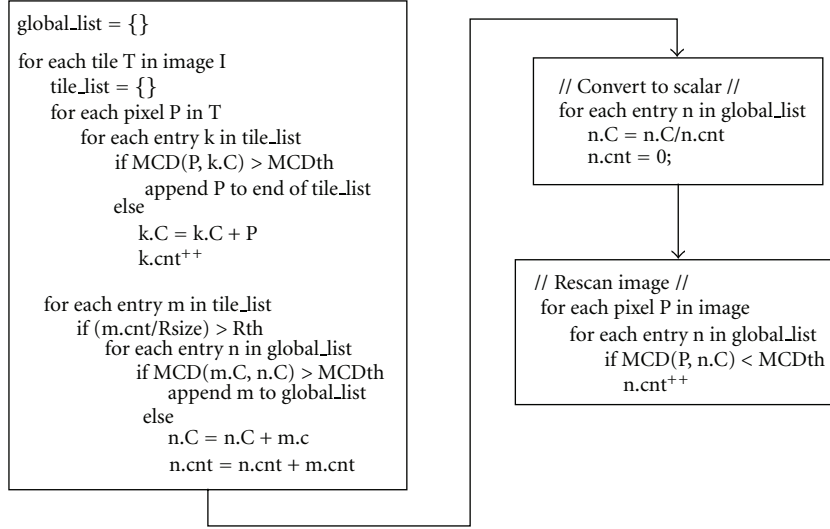 global_list = {}
for each tile T in image I
tile_list = {}
for each pixel P in T
for each entry k in tile_list
if MCD(P, k.C) > MCDth
append P to end of tile_list
else
k.C = k.C + P
k.cnt++
for each entry m in tile_list
if (m.cnt/Rsize) > Rth
for each entry n in global_list
if MCD(m.C, n.C) > MCDth
append m to global_list
else
n.C = n.C + m.c
n.cnt = n.cnt + m.cnt
// Convert to scalar //
for each entry n in global_list
n.C = n.C/n.cnt
n.cnt = 0;
// Rescan image //
for each pixel P in image
for each entry n in global_list
if MCD(P, n.C) < MCDth
n.cnt++